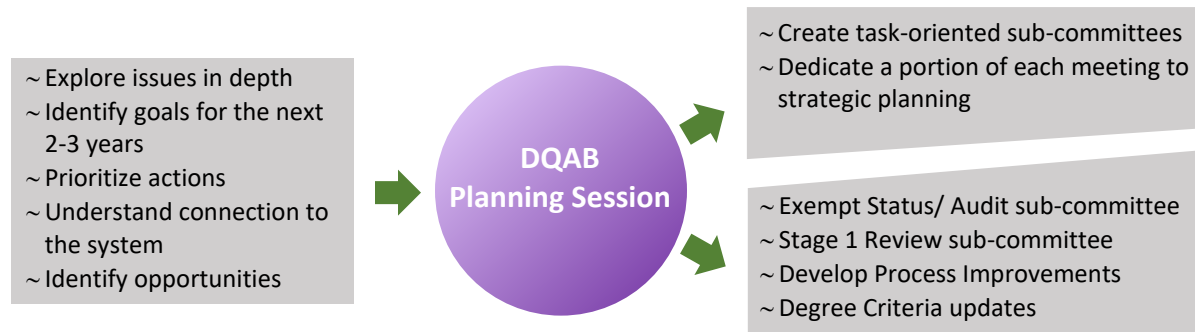 ~ Explore issues in depth
~ Identify goals for the next
2-3 years
~ Prioritize actions
~ Understand connection to
the system
~ Identify opportunities
DQAB
Planning Session
~ Create task-oriented sub-committees
~ Dedicate a portion of each meeting to
strategic planning
~ Exempt Status/ Audit sub-committee
~ Stage 1 Review sub-committee
~ Develop Process Improvements
~ Degree Criteria updates